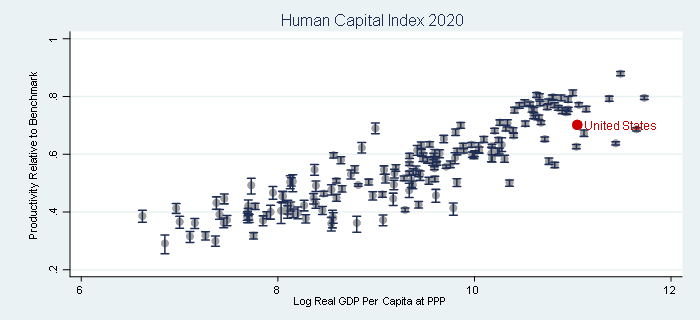 Human Capital Index 2020
Productivity Relative to Benchmark
1
.8
.6
.4
.2
United States
6
8
10
12
Log Real GDP Per Capita at PPP